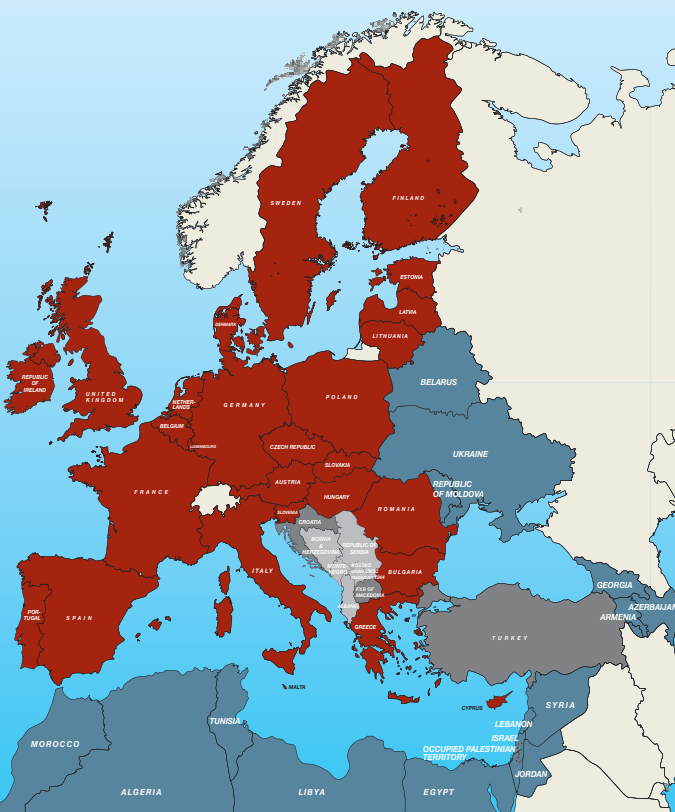 SWEDEN
FINLAND
ESTONIA
LATVIA
LITHUANIA
DENMARK
REPUBLIC
OF
IRELAND
UNITED
KINGDOM
NETHER-
LANDS
BELGIUM
LUXEMBOURG
GERMANY
POLAND
BELARUS
UKRAINE
CZECH REPUBLIC
SLOVAKIA
AUSTRIA
HUNGARY
REPUBLIC
OF MOLDOVA
FRANCE
ROMANIA
SLOVENIA
CROATIA
BOSNIA
&
HERZEGOVINA
REPUBLIC OF
SERBIA
MONTE-
NEGRO
KOSOVO
ITALY
BULGARIA
FYR OF
MACEDONIA
ALBANIA
GREECE
POR-
TUGAL
SPAIN
TURKEY
GEORGIA
AZERBAIJAN
ARMENIA
MALTA
CYPRUS
SYRIA
LEBANON
ISRAEL
OCCUPIED PALESTINIAN
TERRITORY
JORDAN
TUNISIA
MOROCCO
ALGERIA
LIBYA
EGYPT